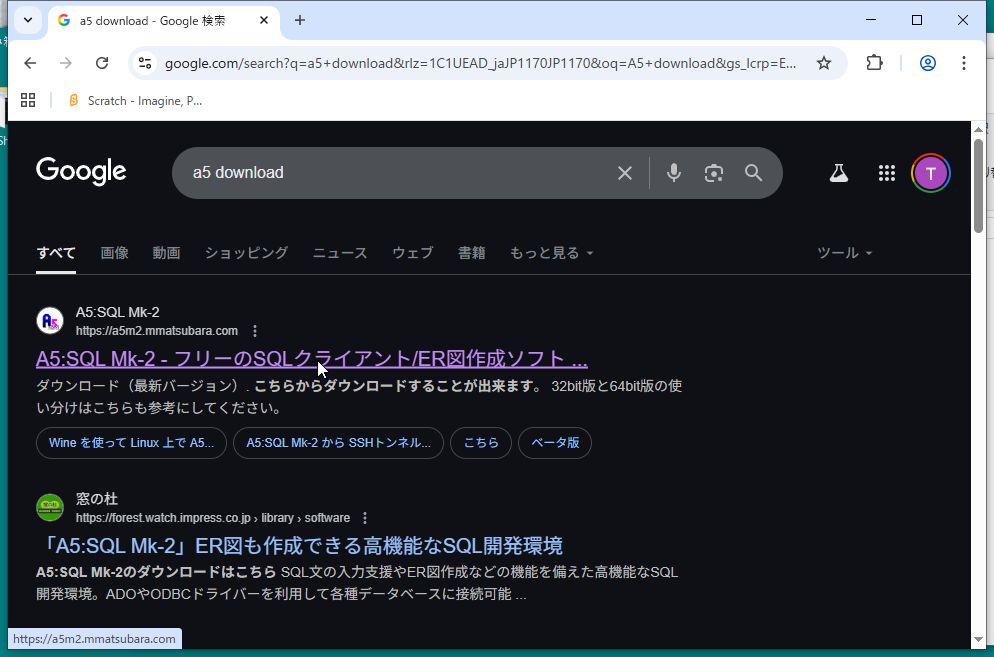 a5 download - Google 検索
google.com/search?q=a5+download&rlz=1C1UEAD_jaJP1170JP1170&oq=A5+download&gs_lcrp=E...
Scratch - Imagine, P...
Google
a5 download
T
すべて 画像 動画 ショッピング ニュース ウェブ 書籍 もっと見る ツール
A5:SQL Mk-2
https://a5m2.mmatsubara.com
A5:SQL Mk-2 - フリーのSQLクライアント/ER図作成ソフト ...
ダウンロード（最新バージョン）. こちらからダウンロードすることが出来ます。 32bit版と64bit版の使
い分けはこちらも参考にしてください。
Wine を使って Linux 上で A5... A5:SQL Mk-2 から SSHトンネル... こちら ベータ版
窓の杜
https://forest.watch.impress.co.jp › library › software
「A5:SQL Mk-2」ER図も作成できる高機能なSQL開発環境
A5:SQL Mk-2のダウンロードはこちら SQL文の入力支援やER図作成などの機能を備えた高機能なSQL
開発環境。ADOやODBCドライバーを利用して各種データベースに接続可能 ...
https://a5m2.mmatsubara.com